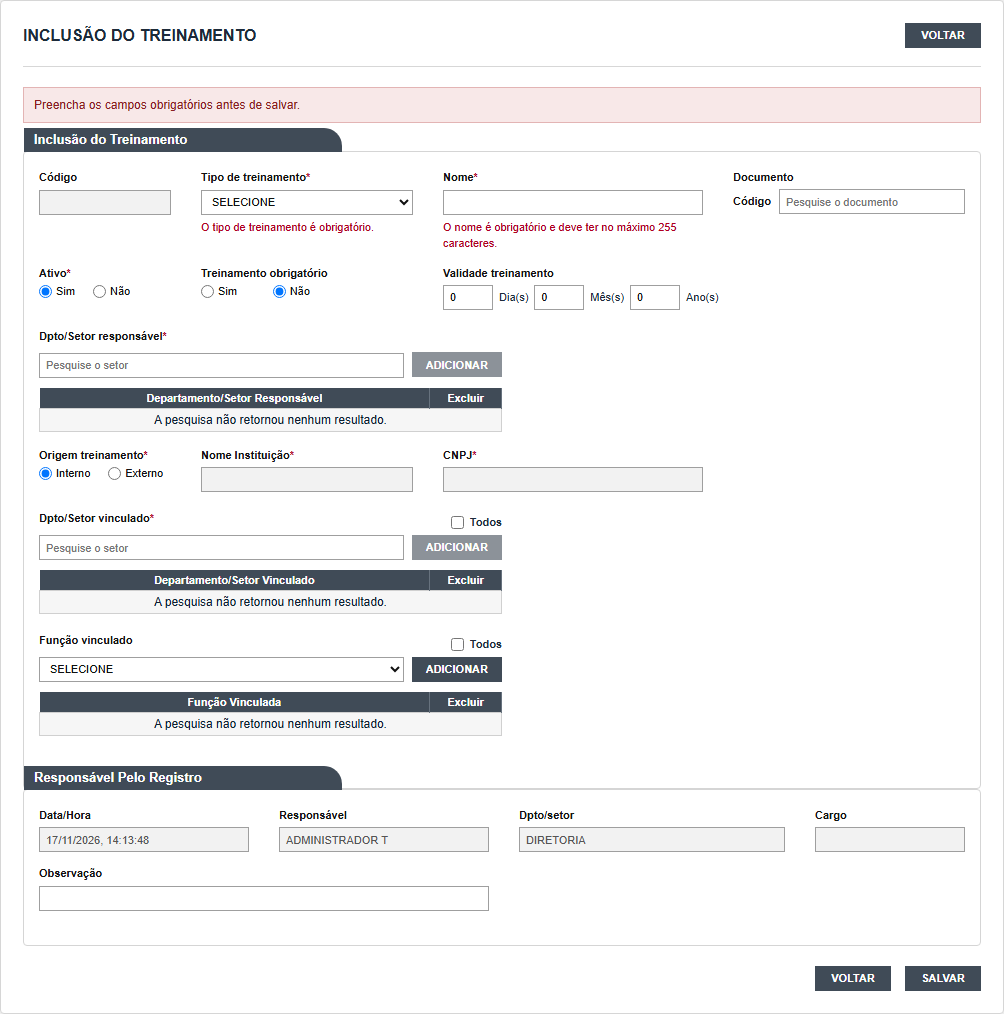 INCLUSÃO DO TREINAMENTO
VOLTAR
Preencha os campos obrigatórios antes de salvar.
Inclusão do Treinamento
Código
Tipo de treinamento*
Nome*
Documento
SELECIONE
Código
Pesquise o documento
O tipo de treinamento é obrigatório.
O nome é obrigatório e deve ter no máximo 255
caracteres.
Ativo*
Treinamento obrigatório
Validade treinamento
Sim
Não
Sim
Não
0
Dia(s)
0
Mês(s)
0
Ano(s)
Dpto/Setor responsável*
Pesquise o setor
ADICIONAR
Departamento/Setor Responsável
Excluir
A pesquisa não retornou nenhum resultado.
Origem treinamento*
Nome Instituição*
CNPJ*
Interno
Externo
Dpto/Setor vinculado*
Todos
Pesquise o setor
ADICIONAR
Departamento/Setor Vinculado
Excluir
A pesquisa não retornou nenhum resultado.
Função vinculado
Todos
SELECIONE
ADICIONAR
Função Vinculada
Excluir
A pesquisa não retornou nenhum resultado.
Responsável Pelo Registro
Data/Hora
Responsável
Dpto/setor
Cargo
17/11/2026, 14:13:48
ADMINISTRADOR T
DIRETORIA
Observação
VOLTAR
SALVAR